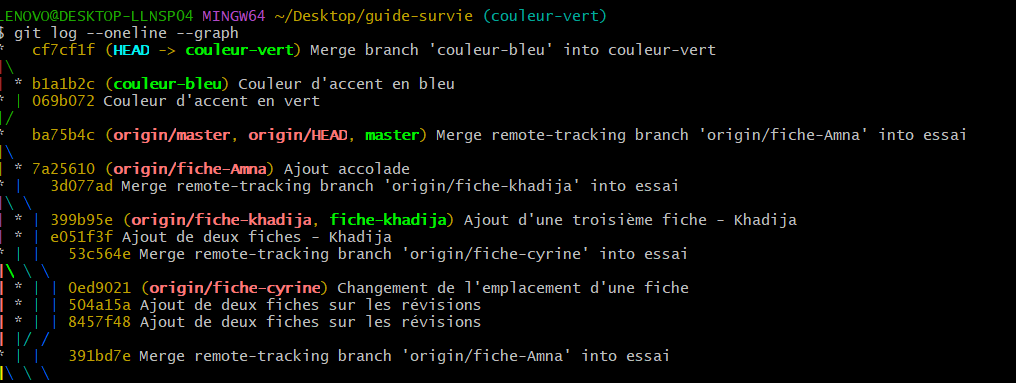 LENOVO@DESKTOP-LLNSPO4 MINGW64 ~/Desktop/guide-survie (couleur-vert)
$ git log --oneline --graph
*   cf7cf1f (HEAD -> couleur-vert) Merge branch 'couleur-bleu' into couleur-vert
|\
| * b1a1b2c (couleur-bleu) Couleur d'accent en bleu
* | 069b072 Couleur d'accent en vert
|/
*   ba75b4c (origin/master, origin/HEAD, master) Merge remote-tracking branch 'origin/fiche-Amna' into essai
|\
| * 7a25610 (origin/fiche-Amna) Ajout accolade
* |   3d077ad Merge remote-tracking branch 'origin/fiche-khadija' into essai
|\ \
| * | 399b95e (origin/fiche-khadija, fiche-khadija) Ajout d'une troisième fiche - Khadija
| * | e051f3f Ajout de deux fiches - Khadija
* | |   53c564e Merge remote-tracking branch 'origin/fiche-cyrine' into essai
|\ \ \
| * | | 0ed9021 (origin/fiche-cyrine) Changement de l'emplacement d'une fiche
| * | | 504a15a Ajout de deux fiches sur les révisions
| * | | 8457f48 Ajout de deux fiches sur les révisions
| |/ /
* | |   391bd7e Merge remote-tracking branch 'origin/fiche-Amna' into essai
|\ \ \